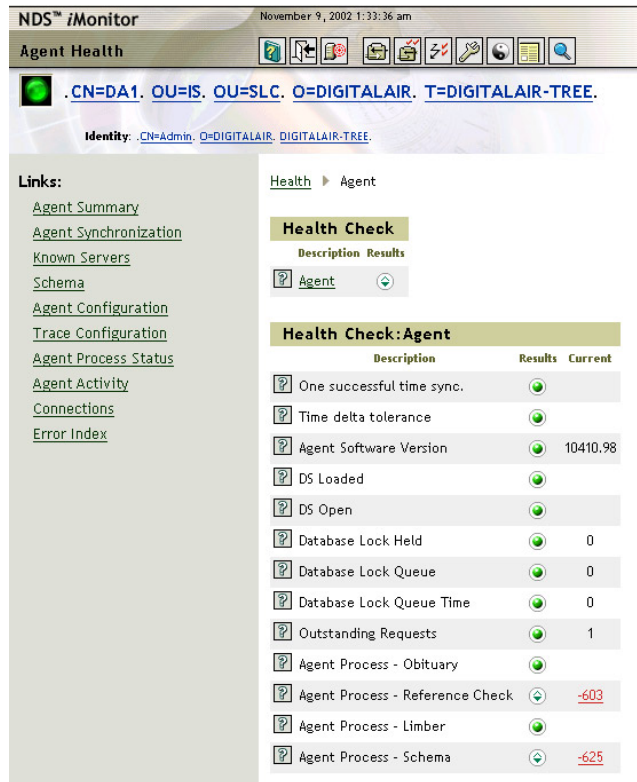 NDS™ iMonitor
November 9, 2002 1:33:36 am
Agent Health
.CN=DA1. OU=IS. OU=SLC. O=DIGITALAIR. T=DIGITALAIR-TREE.
Identity: .CN=Admin. O=DIGITALAIR. DIGITALAIR-TREE.
Links:
Agent Summary
Agent Synchronization
Known Servers
Schema
Agent Configuration
Trace Configuration
Agent Process Status
Agent Activity
Connections
Error Index
Health Agent
Health Check
Description Results
? Agent
Health Check:Agent
Description Results Current
? One successful time sync.
? Time delta tolerance
? Agent Software Version 10410.98
? DS Loaded
? DS Open
? Database Lock Held 0
? Database Lock Queue 0
? Database Lock Queue Time 0
? Outstanding Requests 1
? Agent Process - Obituary
? Agent Process - Reference Check -603
? Agent Process - Limber
? Agent Process - Schema -625